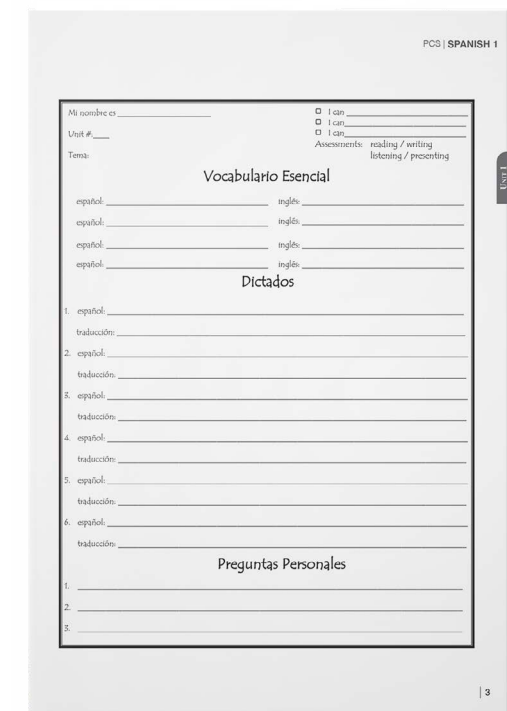 PCS | SPANISH 1
Mi nombre es
☐ I can
☐ I can
Unit #:
☐ I can
Assessments: reading / writing
Tema:
listening / presenting
UNIT 1
Vocabulario Esencial
español: inglés:
español: inglés:
español: inglés:
español: inglés:
Dictados
1. español:
traducción:
2. español:
traducción:
3. español:
traducción:
4. español:
traducción:
5. español:
traducción:
6. español:
traducción:
Preguntas Personales
1.
2.
3.
| 3